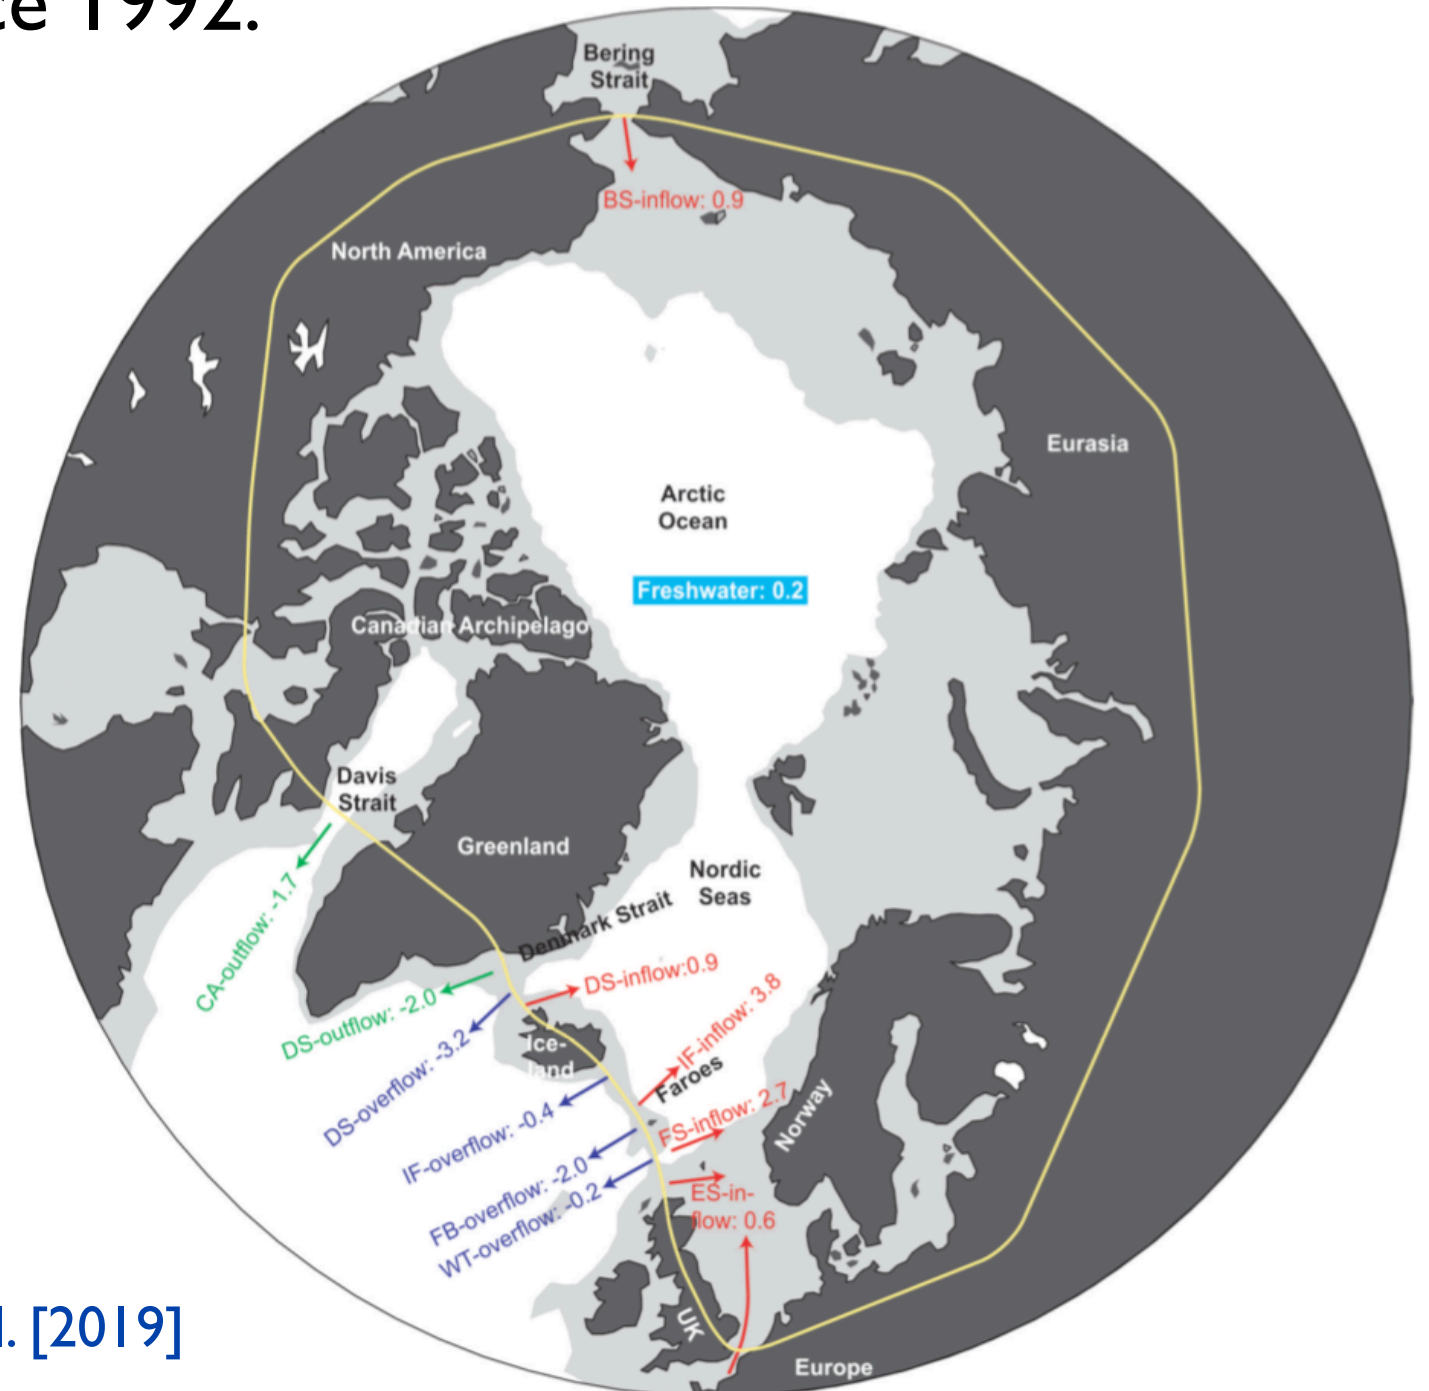 ce 1992.
Bering
Strait
BS-inflow: 0.9
North America
Eurasia
Arctic
Ocean
Freshwater: 0.2
Canadian Archipelago
Davis
Strait
Greenland
Nordic
Seas
Denmark Strait
CA-outflow: -1.7
DS-inflow:0.9
DS-outflow: -2.0
IF-inflow: 3.8
DS-overflow: -3.2
Ice-
land
Faroes
IF-overflow: -0.4
FS-inflow: 2.7
Norway
FB-overflow: -2.0
WT-overflow: -0.2
ES-in-
flow: 0.6
UK
Europe
l. [2019]